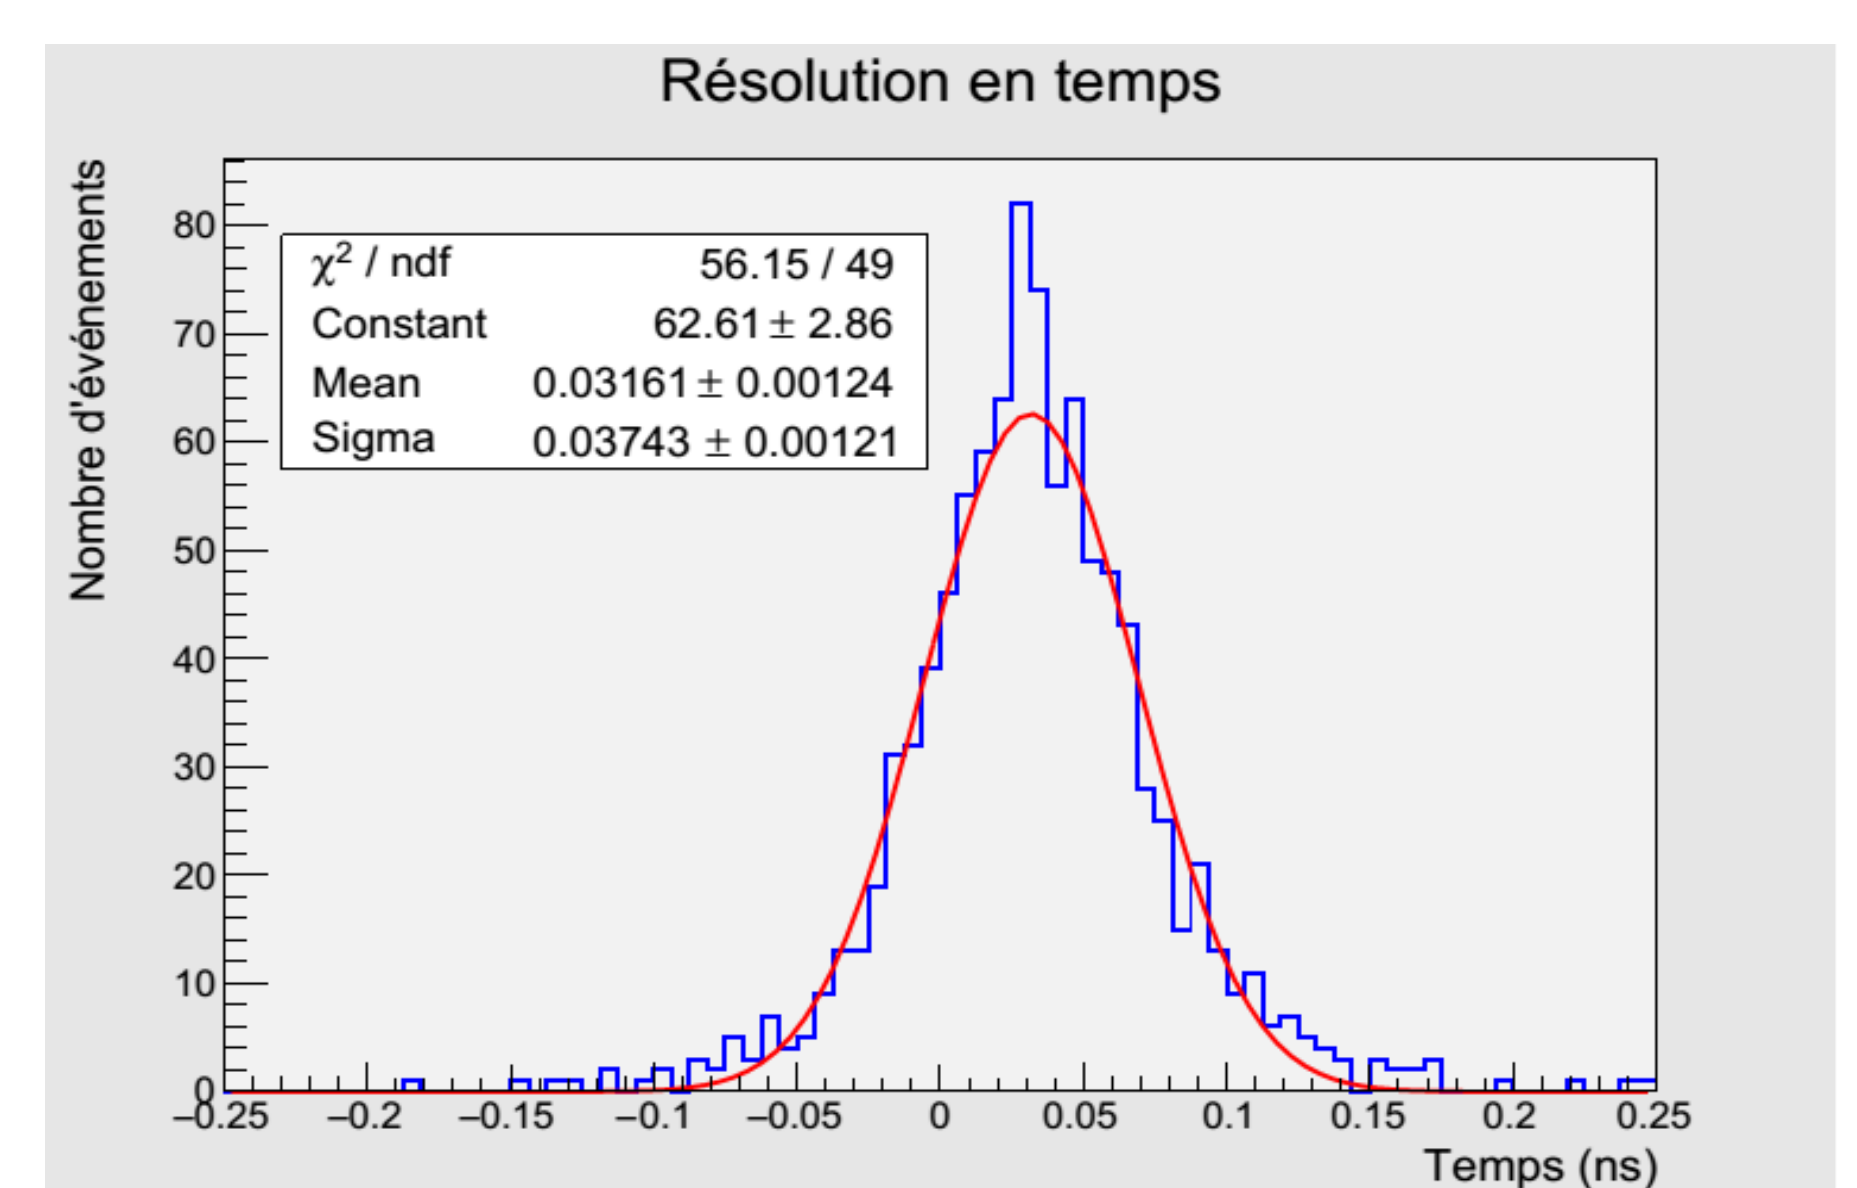 Résolution en temps
Nombre d'événements
χ² / ndf 56.15 / 49
Constant 62.61 ± 2.86
Mean 0.03161 ± 0.00124
Sigma 0.03743 ± 0.00121
80
70
60
50
40
30
20
10
0
−0.25 −0.2 −0.15 −0.1 −0.05 0 0.05 0.1 0.15 0.2 0.25
Temps (ns)